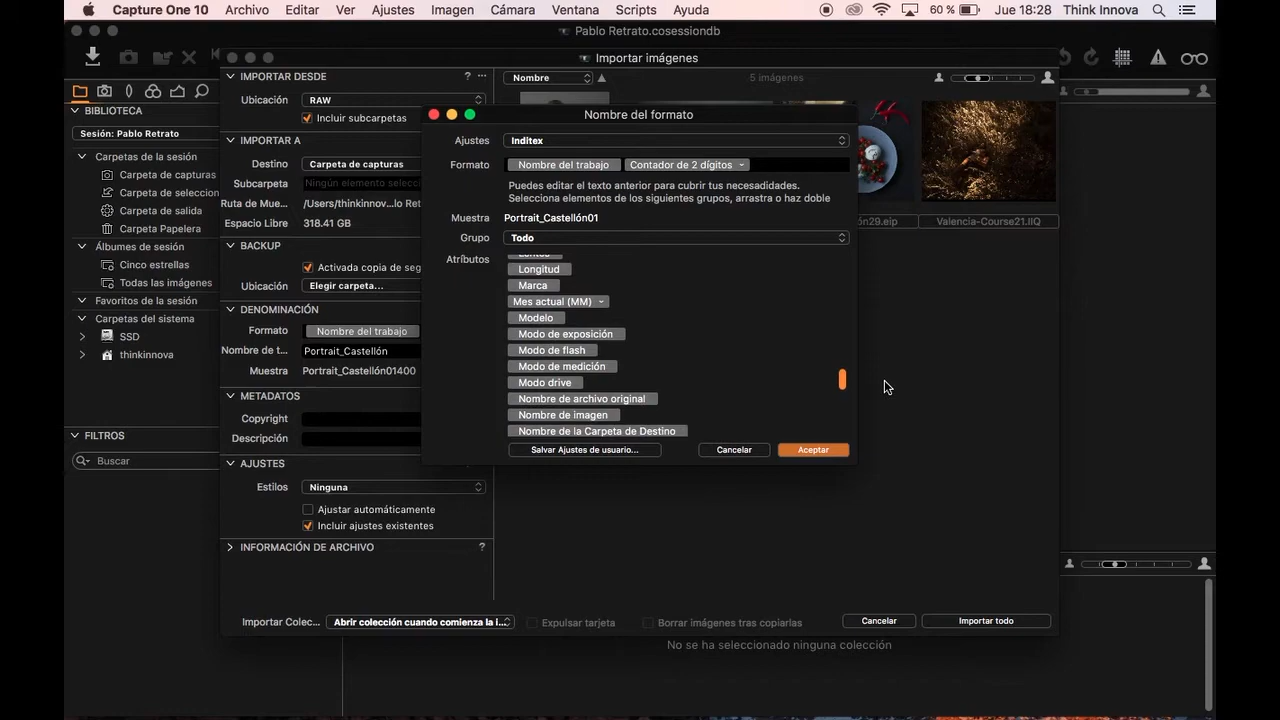 Capture One 10 Archivo Editar Ver Ajustes Imagen Cámara Ventana Scripts Ayuda 60 % Jue 18:28 Think Innova
Pablo Retrato.cosessiondb
Importar imágenes
BIBLIOTECA
Sesión: Pablo Retrato
Carpetas de la sesión
Carpeta de capturas
Carpeta de seleccion
Carpeta de salida
Carpeta Papelera
Álbumes de sesión
Cinco estrellas
Todas las imágenes
Favoritos de la sesión
Carpetas del sistema
SSD
thinkinnova
FILTROS
Buscar
IMPORTAR DESDE ? ...
Ubicación RAW
Incluir subcarpetas
IMPORTAR A
Destino Carpeta de capturas
Subcarpeta Ningún elemento selecci
Ruta de Mue... /Users/thinkinnov...lo Ret
Espacio Libre 318.41 GB
BACKUP
Activada copia de seg
Ubicación Elegir carpeta...
DENOMINACIÓN
Formato Nombre del trabajo
Nombre de t... Portrait_Castellón
Muestra Portrait_Castellón01400
METADATOS
Copyright
Descripción
AJUSTES
Estilos Ninguna
Ajustar automáticamente
Incluir ajustes existentes
INFORMACIÓN DE ARCHIVO ?
Importar Colec... Abrir colección cuando comienza la i...
Expulsar tarjeta
Borrar imágenes tras copiarlas
Cancelar Importar todo
Nombre 5 imágenes
ón29.eip Valencia-Course21.IIQ
Nombre del formato
Ajustes Inditex
Formato Nombre del trabajo Contador de 2 dígitos
Puedes editar el texto anterior para cubrir tus necesadidades.
Selecciona elementos de los siguientes grupos, arrastra o haz doble
Muestra Portrait_Castellón01
Grupo Todo
Atríbutos
Longitud
Marca
Mes actual (MM)
Modelo
Modo de exposición
Modo de flash
Modo de medición
Modo drive
Nombre de archivo original
Nombre de imagen
Nombre de la Carpeta de Destino
Salvar Ajustes de usuario... Cancelar Aceptar
No se ha seleccionado ninguna colección